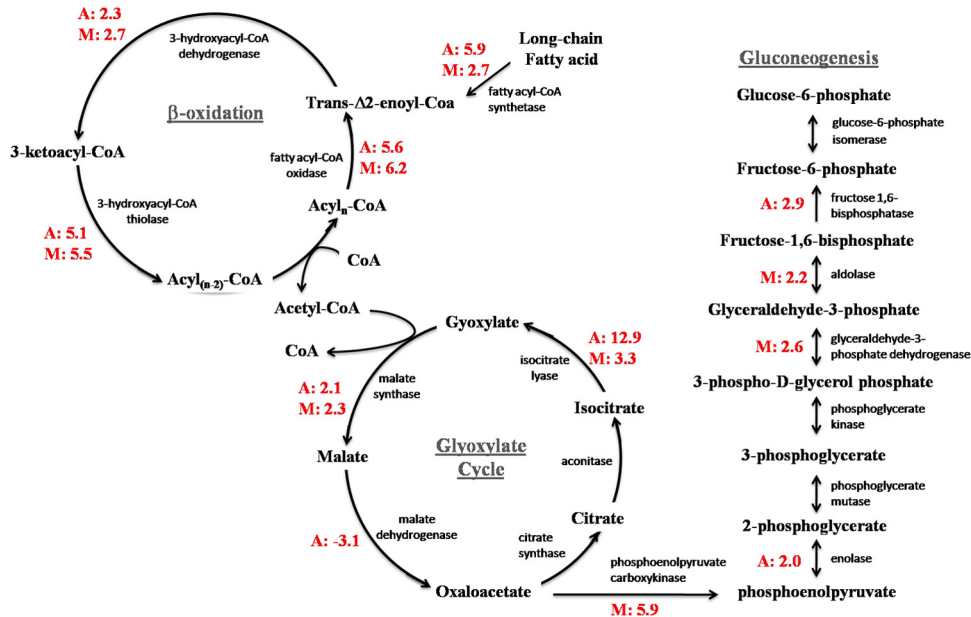 A: 2.3
M: 2.7
3-hydroxyacyl-CoA
dehydrogenase
β-oxidation
3-ketoacyl-CoA
3-hydroxyacyl-CoA
thiolase
A: 5.1
M: 5.5
Acyl(n-2)-CoA
Long-chain
Fatty acid
A: 5.9
M: 2.7
fatty acyl-CoA
synthetase
Trans-Δ2-enoyl-Coa
fatty acyl-CoA
oxidase
A: 5.6
M: 6.2
Acyln-CoA
CoA
Acetyl-CoA
CoA
Gyoxylate
A: 12.9
M: 3.3
isocitrate
lyase
malate
synthase
A: 2.1
M: 2.3
Isocitrate
Malate
Glyoxylate
Cycle
aconitase
Citrate
malate
dehydrogenase
A: -3.1
citrate
synthase
Oxaloacetate
phosphoenolpyruvate
carboxykinase
M: 5.9
Gluconeogenesis
Glucose-6-phosphate
glucose-6-phosphate
isomerase
Fructose-6-phosphate
A: 2.9
fructose 1,6-
bisphosphatase
Fructose-1,6-bisphosphate
M: 2.2
aldolase
Glyceraldehyde-3-phosphate
M: 2.6
glyceraldehyde-3-
phosphate dehydrogenase
3-phospho-D-glycerol phosphate
phosphoglycerate
kinase
3-phosphoglycerate
phosphoglycerate
mutase
2-phosphoglycerate
A: 2.0
enolase
phosphoenolpyruvate